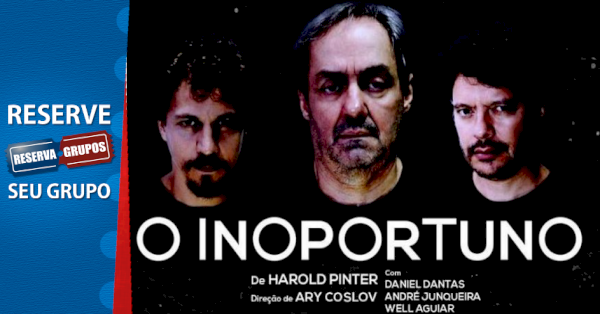 RESERVE
RESERVA GRUPOS
SEU GRUPO
O INOPORTUNO
De HAROLD PINTER
Direção de ARY COSLOV
Com
DANIEL DANTAS
ANDRÉ JUNQUEIRA
WELL AGUIAR